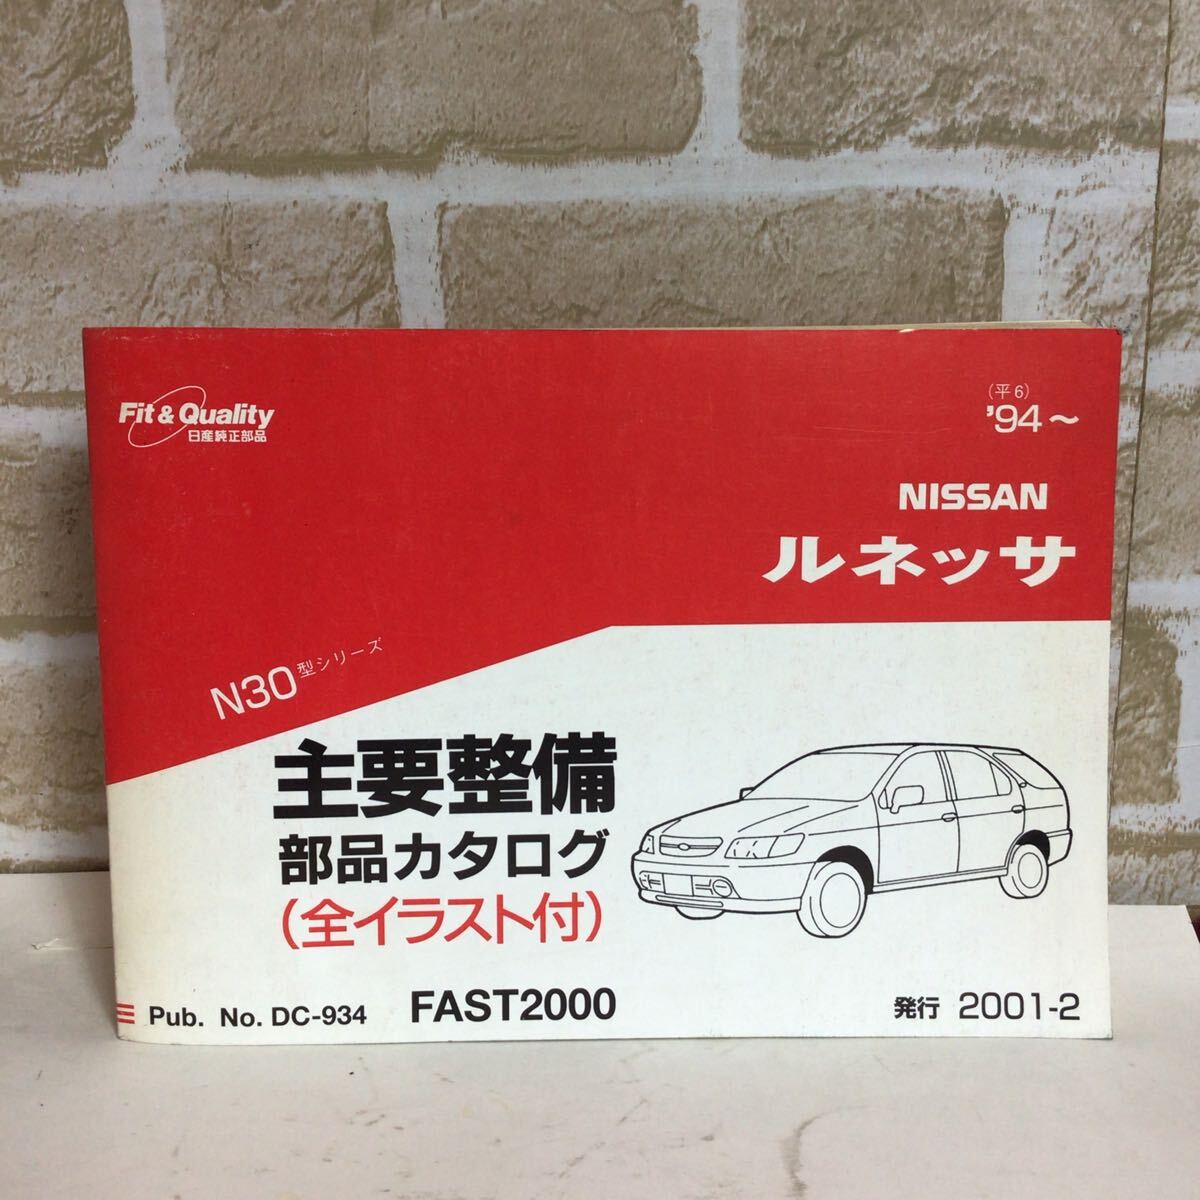 Fit & Quality
日産純正部品
(平6)
'94〜
NISSAN
ルネッサ
N30型シリーズ
主要整備
部品カタログ
(全イラスト付)
Pub. No. DC-934 FAST2000
発行 2001-2